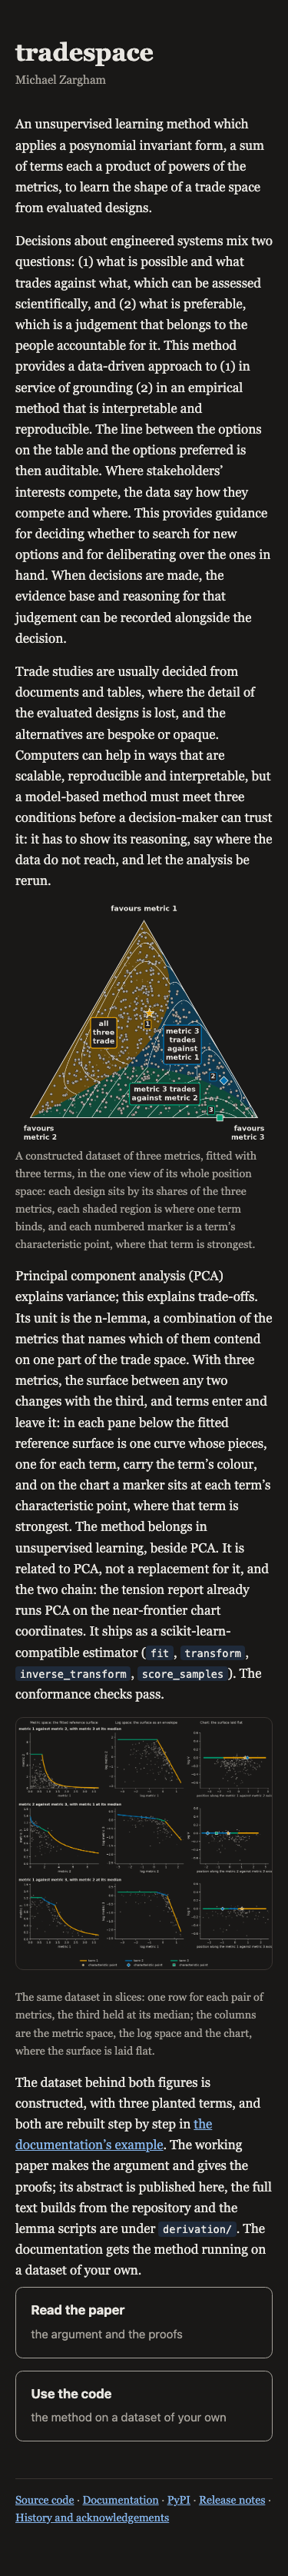 tradespace
Michael Zargham
An unsupervised learning method which
applies a posynomial invariant form, a sum
of terms each a product of powers of the
metrics, to learn the shape of a trade space
from evaluated designs.
Decisions about engineered systems mix two
questions: (1) what is possible and what
trades against what, which can be assessed
scientifically, and (2) what is preferable,
which is a judgement that belongs to the
people accountable for it. This method
provides a data-driven approach to (1) in
service of grounding (2) in an empirical
method that is interpretable and
reproducible. The line between the options
on the table and the options preferred is
then auditable. Where stakeholders’
interests compete, the data say how they
compete and where. This provides guidance
for deciding whether to search for new
options and for deliberating over the ones in
hand. When decisions are made, the
evidence base and reasoning for that
judgement can be recorded alongside the
decision.
Trade studies are usually decided from
documents and tables, where the detail of
the evaluated designs is lost, and the
alternatives are bespoke or opaque.
Computers can help in ways that are
scalable, reproducible and interpretable, but
a model-based method must meet three
conditions before a decision-maker can trust
it: it has to show its reasoning, say where the
data do not reach, and let the analysis be
rerun.
favours metric 1
1
all
three
trade
metric 3
trades
against
metric 1
2
metric 3 trades
against metric 2
3
favours
metric 2
favours
metric 3
A constructed dataset of three metrics, fitted with
three terms, in the one view of its whole position
space: each design sits by its shares of the three
metrics, each shaded region is where one term
binds, and each numbered marker is a term’s
characteristic point, where that term is strongest.
Principal component analysis (PCA)
explains variance; this explains trade-offs.
Its unit is the n-lemma, a combination of the
metrics that names which of them contend
on one part of the trade space. With three
metrics, the surface between any two
changes with the third, and terms enter and
leave it: in each pane below the fitted
reference surface is one curve whose pieces,
one for each term, carry the term’s colour,
and on the chart a marker sits at each term’s
characteristic point, where that term is
strongest. The method belongs in
unsupervised learning, beside PCA. It is
related to PCA, not a replacement for it, and
the two chain: the tension report already
runs PCA on the near-frontier chart
coordinates. It ships as a scikit-learn-
compatible estimator ( fit , transform ,
inverse_transform , score_samples ). The
conformance checks pass.
The same dataset in slices: one row for each pair of
metrics, the third held at its median; the columns
are the metric space, the log space and the chart,
where the surface is laid flat.
The dataset behind both figures is
constructed, with three planted terms, and
both are rebuilt step by step in the
documentation’s example. The working
paper makes the argument and gives the
proofs; its abstract is published here, the full
text builds from the repository and the
lemma scripts are under derivation/ . The
documentation gets the method running on
a dataset of your own.
Read the paper
the argument and the proofs
Use the code
the method on a dataset of your own
Source code · Documentation · PyPI · Release notes ·
History and acknowledgements